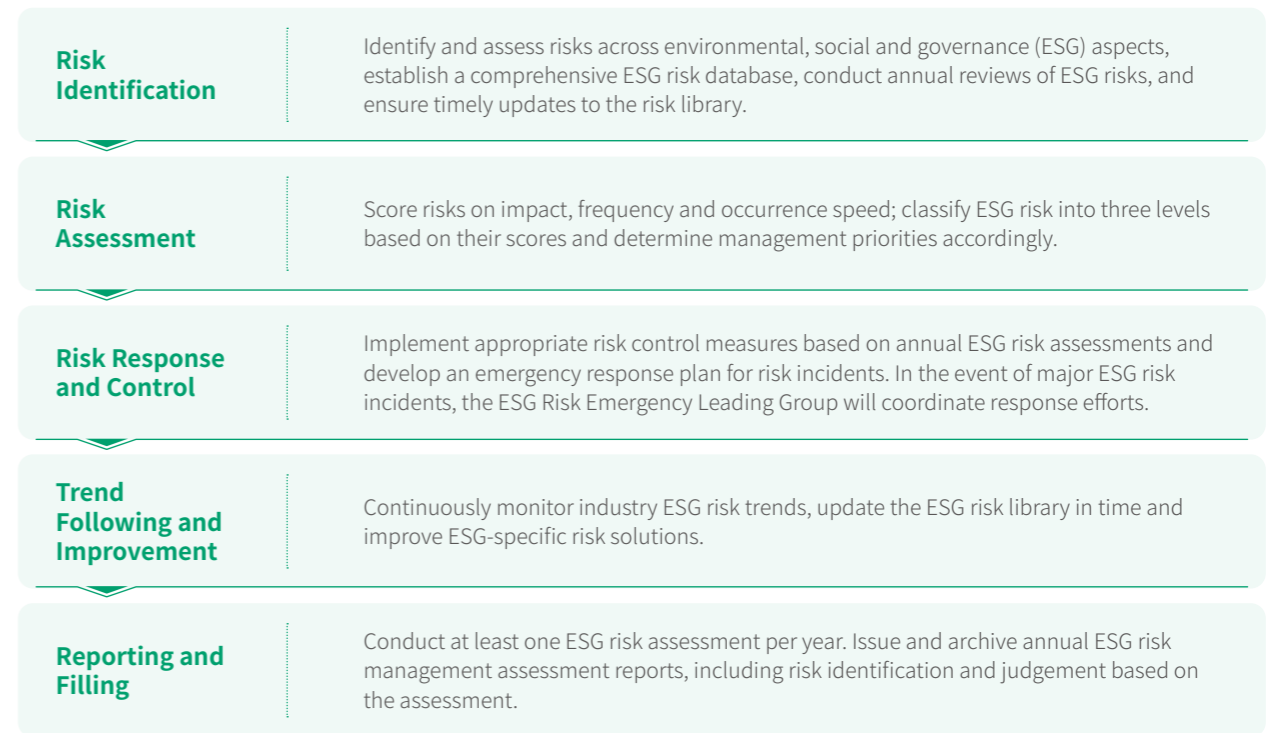 Risk
Identification
Identify and assess risks across environmental, social and governance (ESG) aspects,
establish a comprehensive ESG risk database, conduct annual reviews of ESG risks, and
ensure timely updates to the risk library.
Risk
Assessment
Score risks on impact, frequency and occurrence speed; classify ESG risk into three levels
based on their scores and determine management priorities accordingly.
Risk Response
and Control
Implement appropriate risk control measures based on annual ESG risk assessments and
develop an emergency response plan for risk incidents. In the event of major ESG risk
incidents, the ESG Risk Emergency Leading Group will coordinate response efforts.
Trend
Following and
Improvement
Continuously monitor industry ESG risk trends, update the ESG risk library in time and
improve ESG-specific risk solutions.
Reporting and
Filling
Conduct at least one ESG risk assessment per year. Issue and archive annual ESG risk
management assessment reports, including risk identification and judgement based on
the assessment.